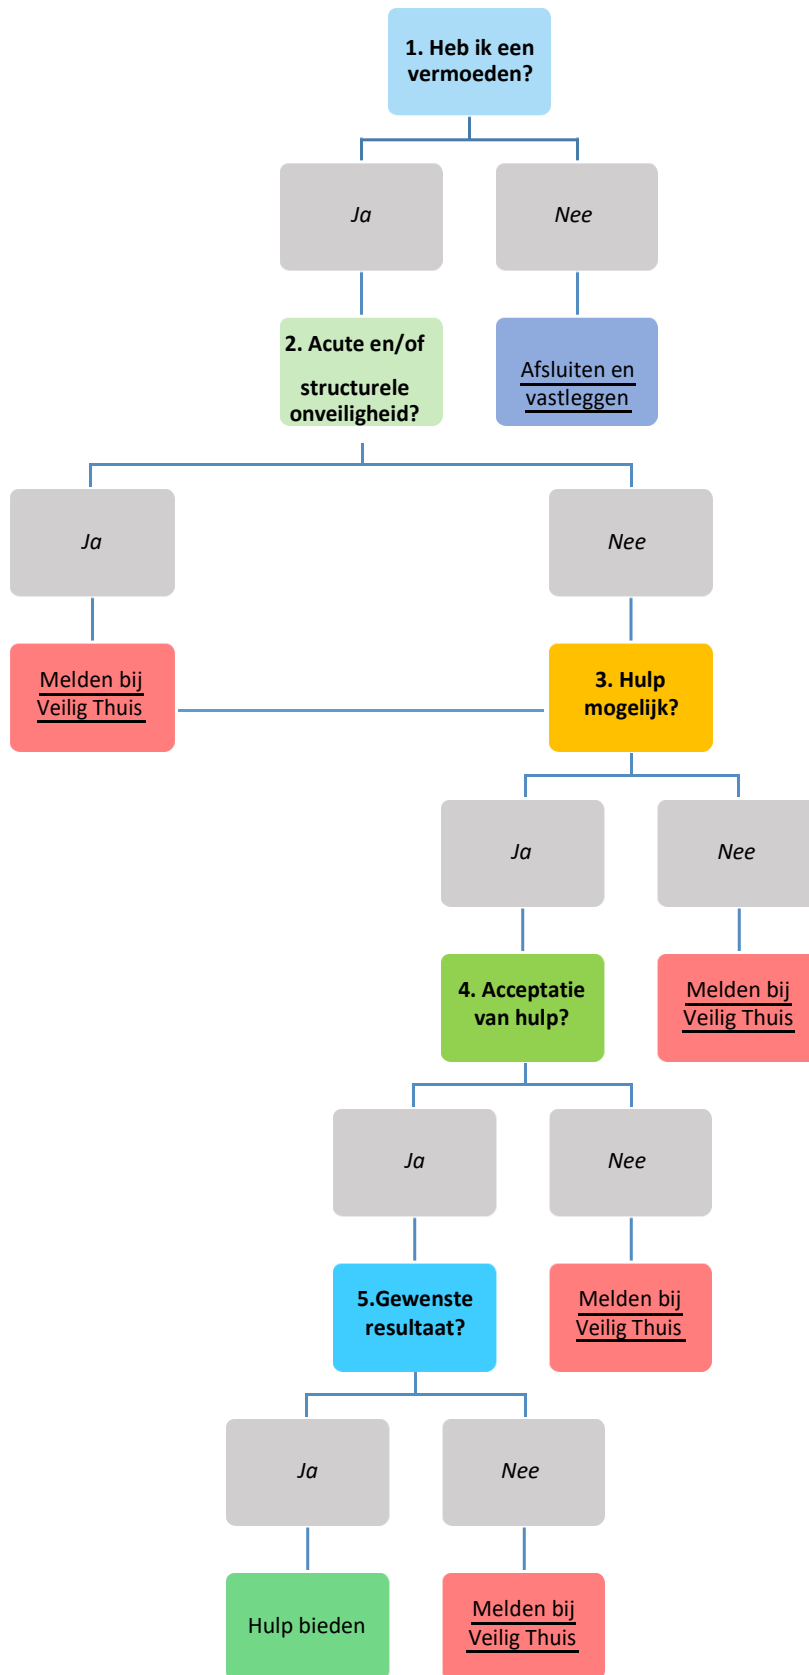 1. Heb ik een
vermoeden?
Ja
Nee
2. Acute en/of
structurele
onveiligheid?
Afsluiten en
vastleggen
Ja
Nee
Melden bij
Veilig Thuis
3. Hulp
mogelijk?
Ja
Nee
4. Acceptatie
van hulp?
Melden bij
Veilig Thuis
Ja
Nee
5.Gewenste
resultaat?
Melden bij
Veilig Thuis
Ja
Nee
Hulp bieden
Melden bij
Veilig Thuis